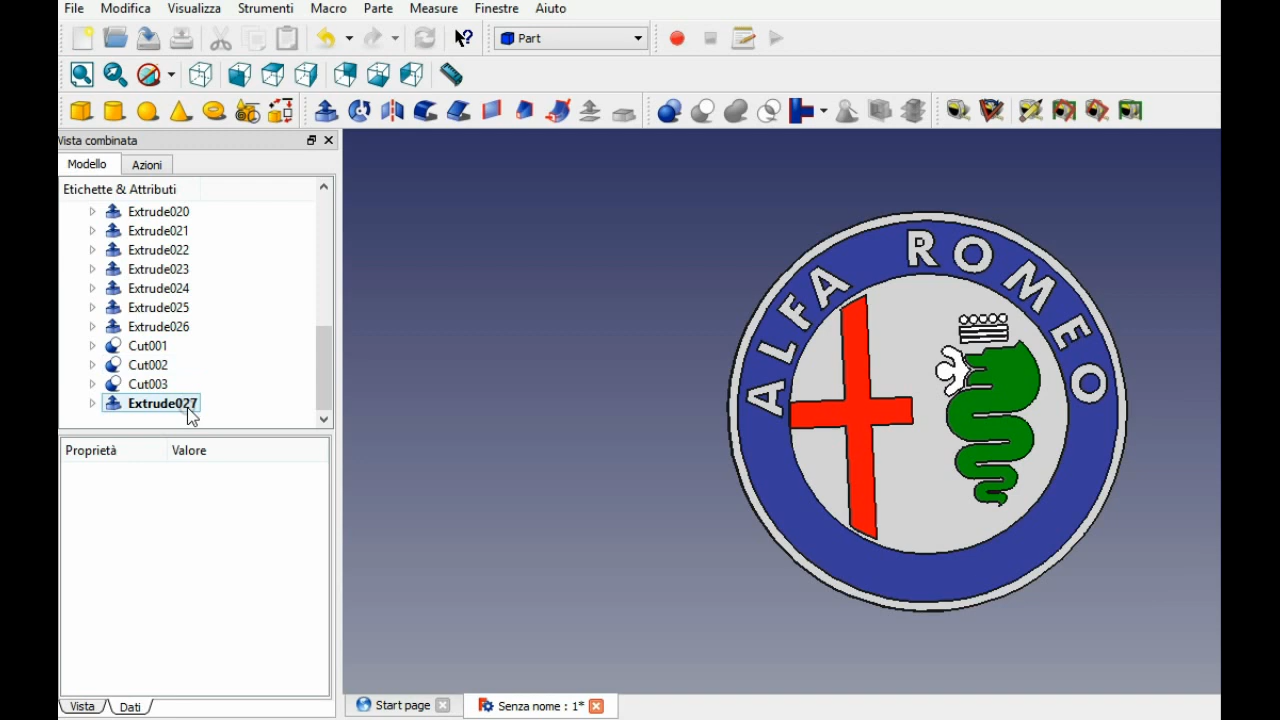 File Modifica Visualizza Strumenti Macro Parte Measure Finestre Aiuto
Part
Vista combinata
Modello Azioni
Etichette & Attributi
Extrude020
Extrude021
Extrude022
Extrude023
Extrude024
Extrude025
Extrude026
Cut001
Cut002
Cut003
Extrude027
Proprietà Valore
Vista Dati
ALFA ROMEO
Start page Senza nome : 1*